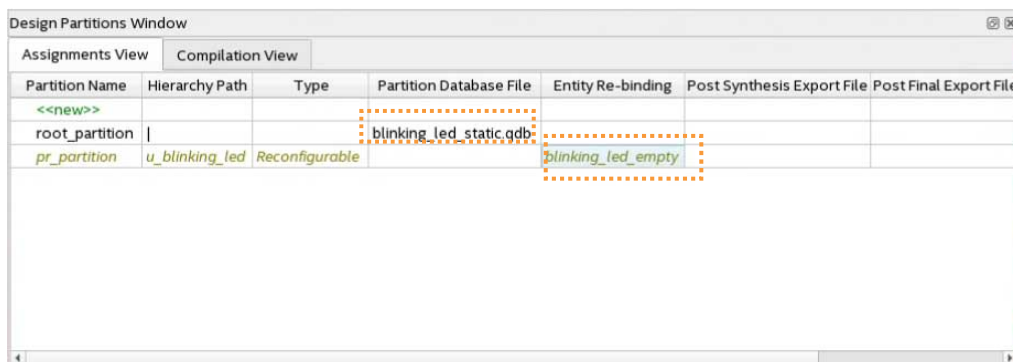 Design Partitions Window
Assignments View Compilation View
Partition Name Hierarchy Path Type Partition Database File Entity Re-binding Post Synthesis Export File Post Final Export File
<<new>>
root_partition | blinking_led_static.qdb
pr_partition u_blinking_led Reconfigurable blinking_led_empty